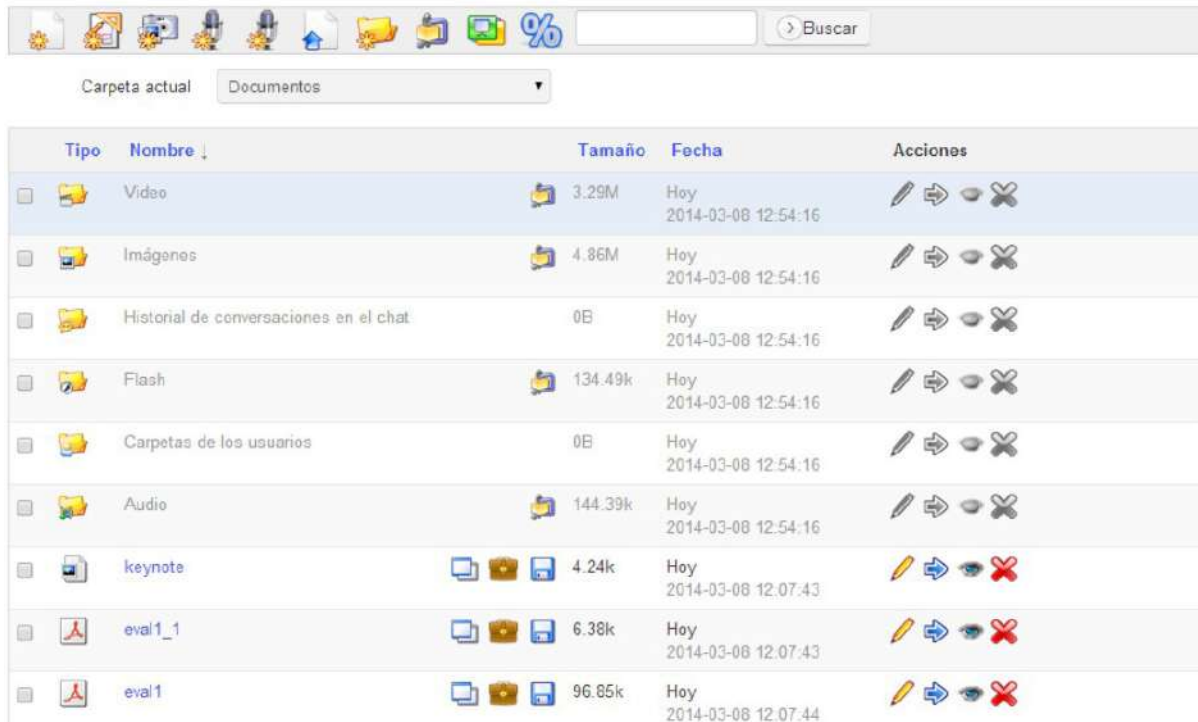 % Buscar
Carpeta actual Documentos
Tipo Nombre ↓ Tamaño Fecha Acciones
Video 3.29M Hoy
2014-03-08 12:54:16
Imágenes 4.86M Hoy
2014-03-08 12:54:16
Historial de conversaciones en el chat 0B Hoy
2014-03-08 12:54:16
Flash 134.49k Hoy
2014-03-08 12:54:16
Carpetas de los usuarios 0B Hoy
2014-03-08 12:54:16
Audio 144.39k Hoy
2014-03-08 12:54:16
keynote 4.24k Hoy
2014-03-08 12:07:43
eval1_1 6.38k Hoy
2014-03-08 12:07:43
eval1 96.85k Hoy
2014-03-08 12:07:44